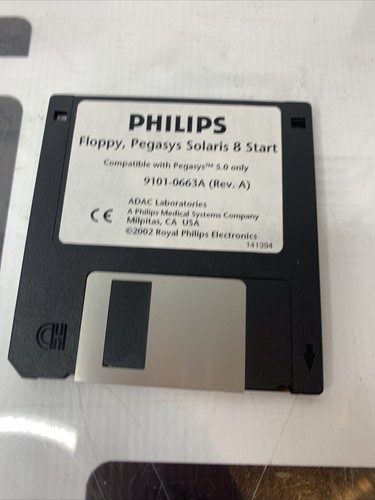 PHILIPS
Floppy, Pegasys Solaris 8 Start
Compatible with Pegasys™ 5.0 only
9101-0663A (Rev. A)
ADAC Laboratories
A Philips Medical Systems Company
Milpitas, CA USA
©2002 Royal Philips Electronics
141394
CE